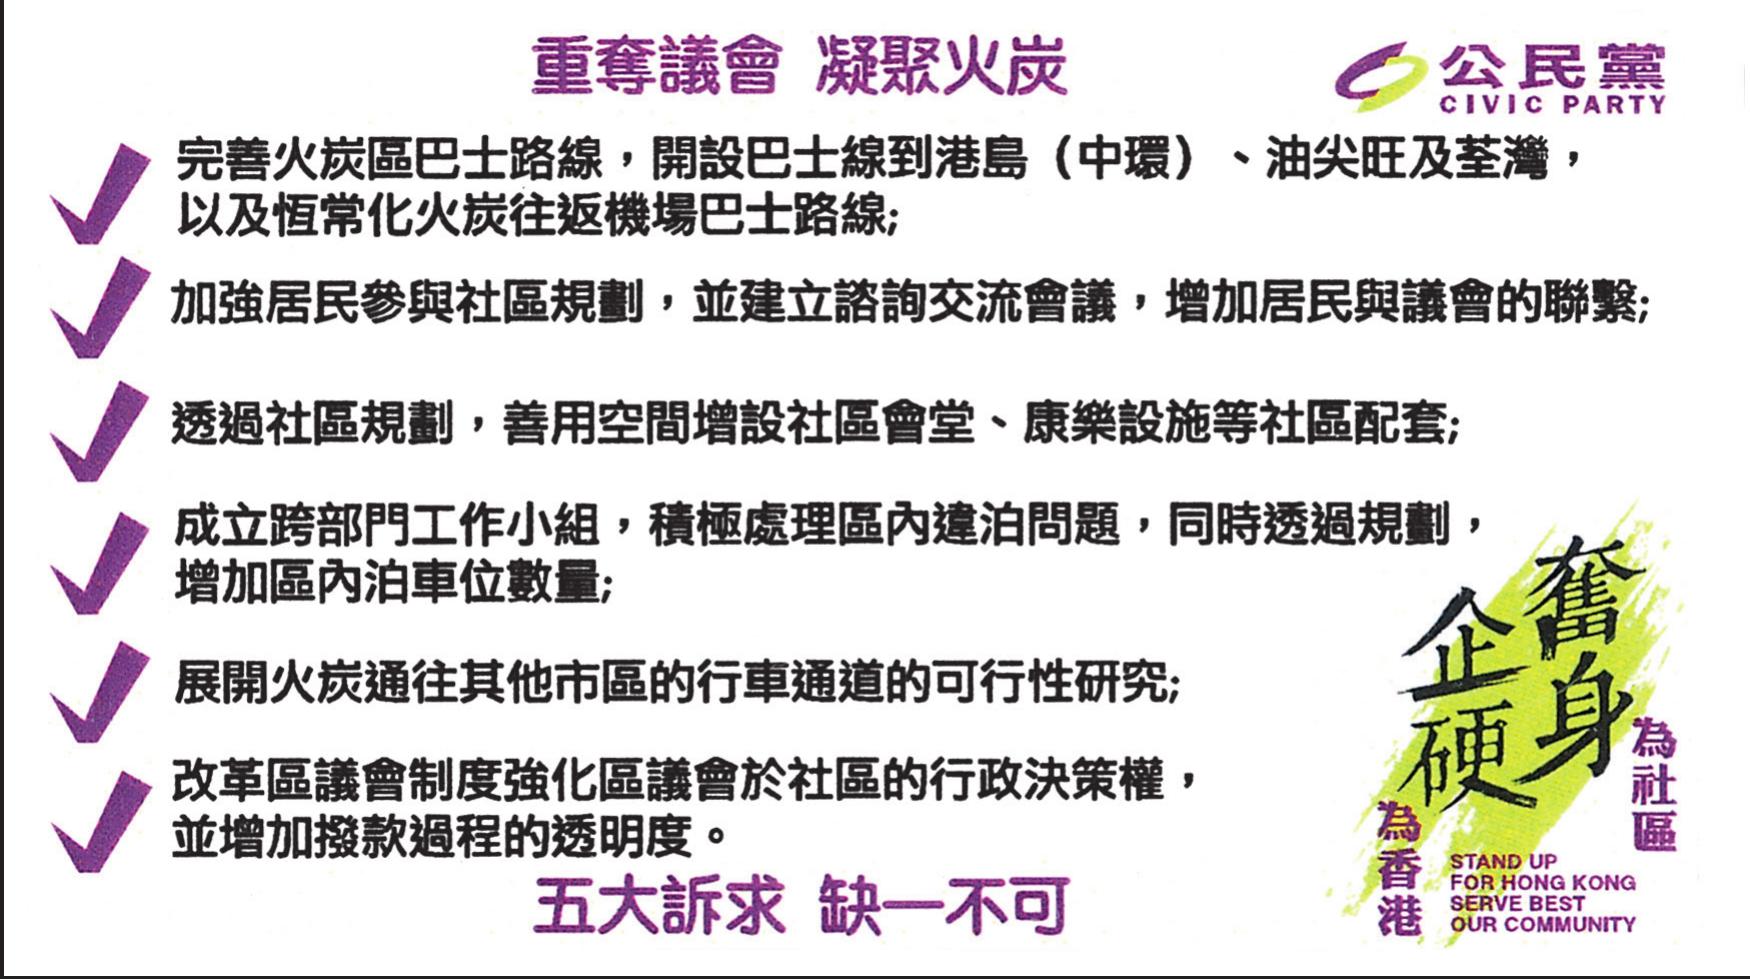 重奪議會 凝聚火炭
公民黨
CIVIC PARTY
完善火炭區巴士路線，開設巴士線到港島（中環）、油尖旺及荃灣，
以及恆常化火炭往返機場巴士路線;
加強居民參與社區規劃，並建立諮詢交流會議，增加居民與議會的聯繫;
透過社區規劃，善用空間增設社區會堂、康樂設施等社區配套;
成立跨部門工作小組，積極處理區內違泊問題，同時透過規劃，
增加區內泊車位數量;
展開火炭通往其他市區的行車通道的可行性研究;
改革區議會制度強化區議會於社區的行政決策權，
並增加撥款過程的透明度。
五大訴求 缺一不可
企硬
為香港
奮身
為社區
STAND UP
FOR HONG KONG
SERVE BEST
OUR COMMUNITY